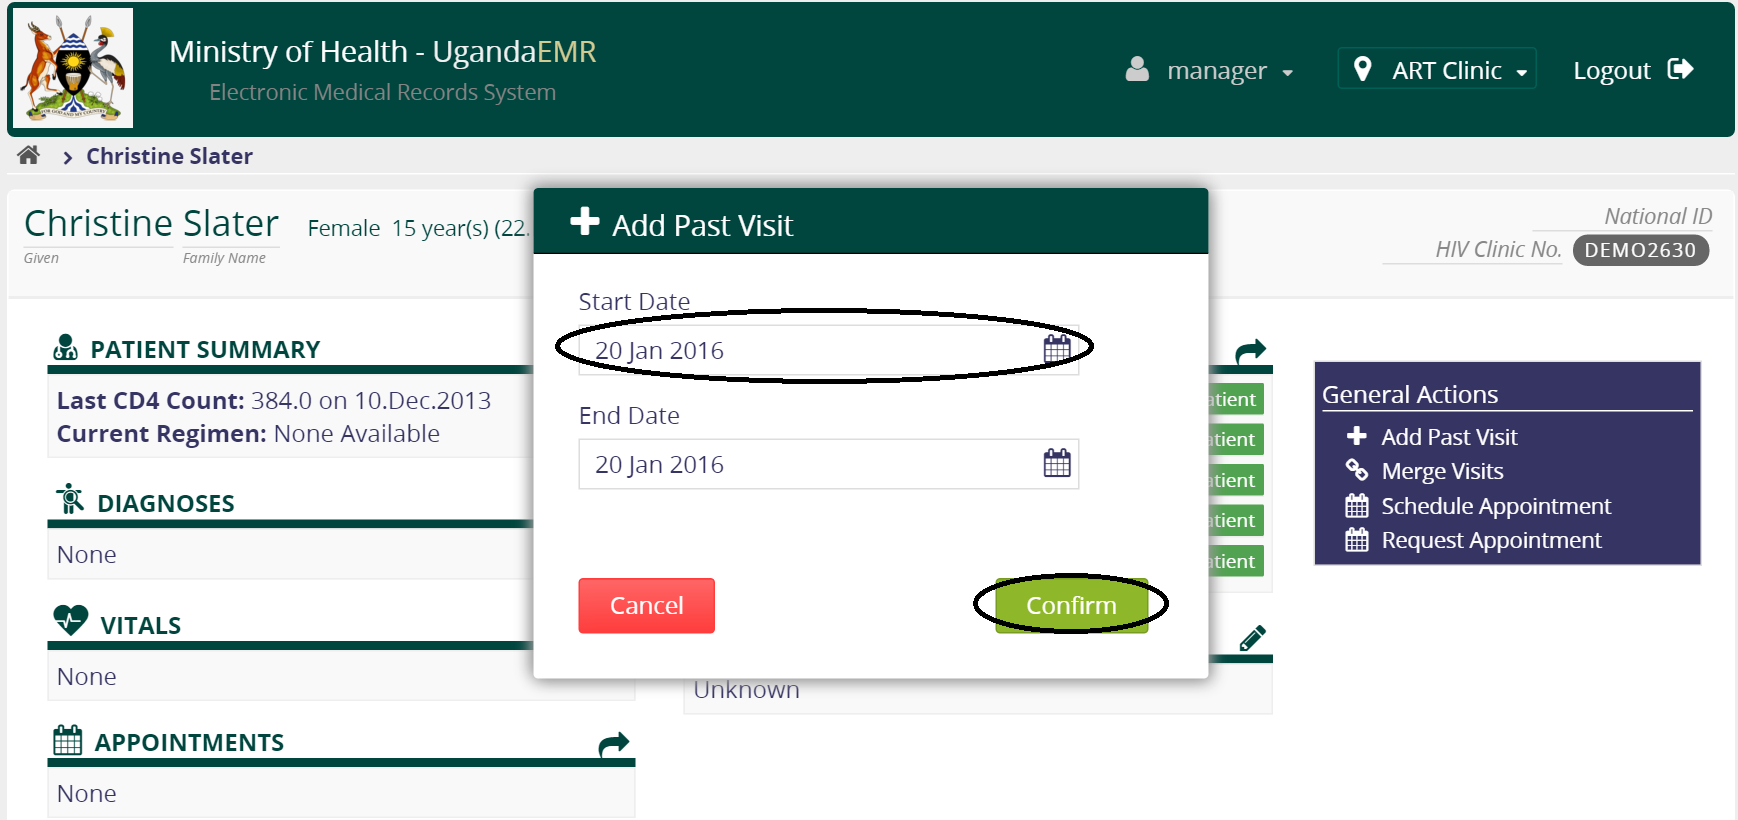 Ministry of Health - UgandaEMR
Electronic Medical Records System
manager
ART Clinic
Logout
Christine Slater
Christine Slater
Given
Family Name
Female 15 year(s) (22.
National ID
HIV Clinic No. DEMO2630
Add Past Visit
Start Date
20 Jan 2016
End Date
20 Jan 2016
Cancel
Confirm
PATIENT SUMMARY
Last CD4 Count: 384.0 on 10.Dec.2013
Current Regimen: None Available
DIAGNOSES
None
VITALS
None
APPOINTMENTS
None
atient
atient
atient
atient
atient
Unknown
General Actions
Add Past Visit
Merge Visits
Schedule Appointment
Request Appointment